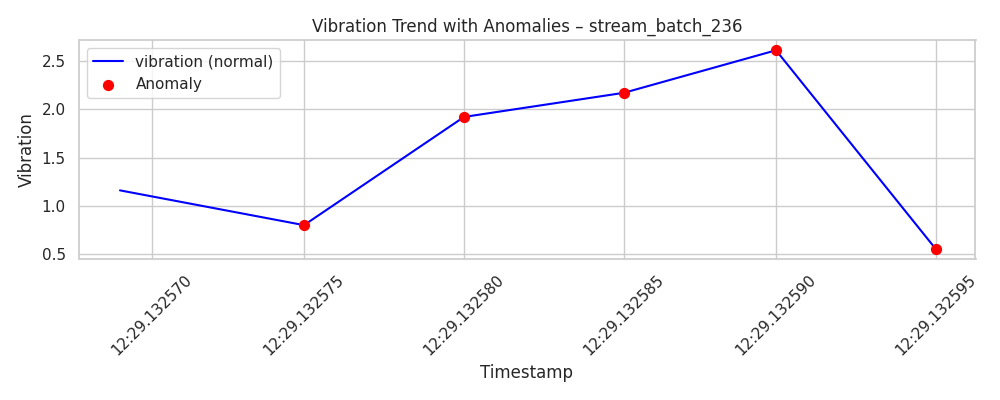 Vibration Trend with Anomalies – stream_batch_236
vibration (normal)
Anomaly
Vibration
2.5
2.0
1.5
1.0
0.5
12:29.132570
12:29.132575
12:29.132580
12:29.132585
12:29.132590
12:29.132595
Timestamp